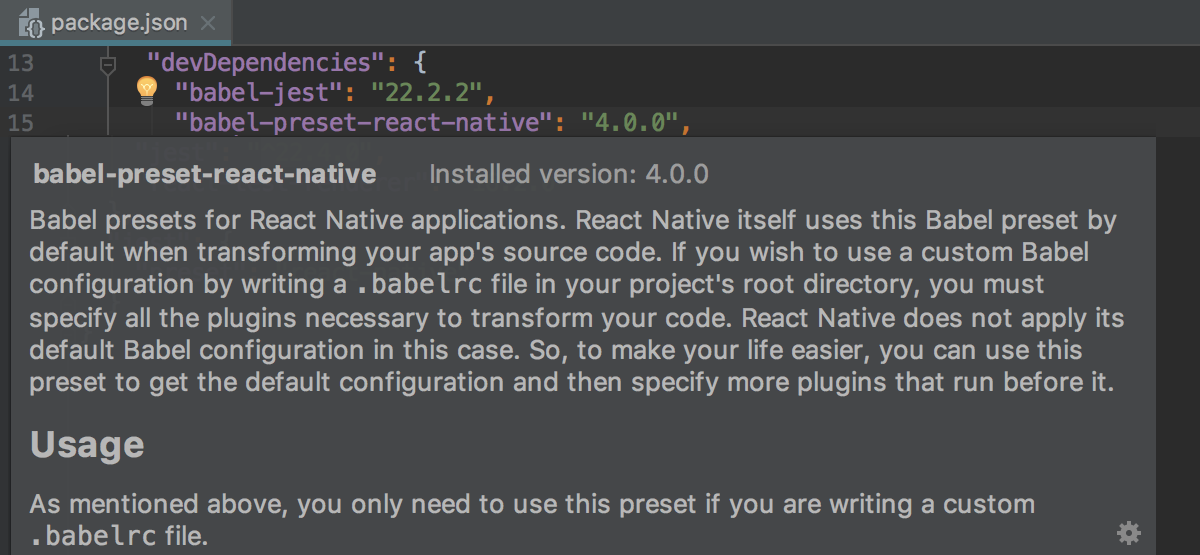 package.json
13 "devDependencies": {
14 "babel-jest": "22.2.2",
15 "babel-preset-react-native": "4.0.0",
babel-preset-react-native Installed version: 4.0.0
Babel presets for React Native applications. React Native itself uses this Babel preset by
default when transforming your app's source code. If you wish to use a custom Babel
configuration by writing a .babelrc file in your project's root directory, you must
specify all the plugins necessary to transform your code. React Native does not apply its
default Babel configuration in this case. So, to make your life easier, you can use this
preset to get the default configuration and then specify more plugins that run before it.
Usage
As mentioned above, you only need to use this preset if you are writing a custom
.babelrc file.